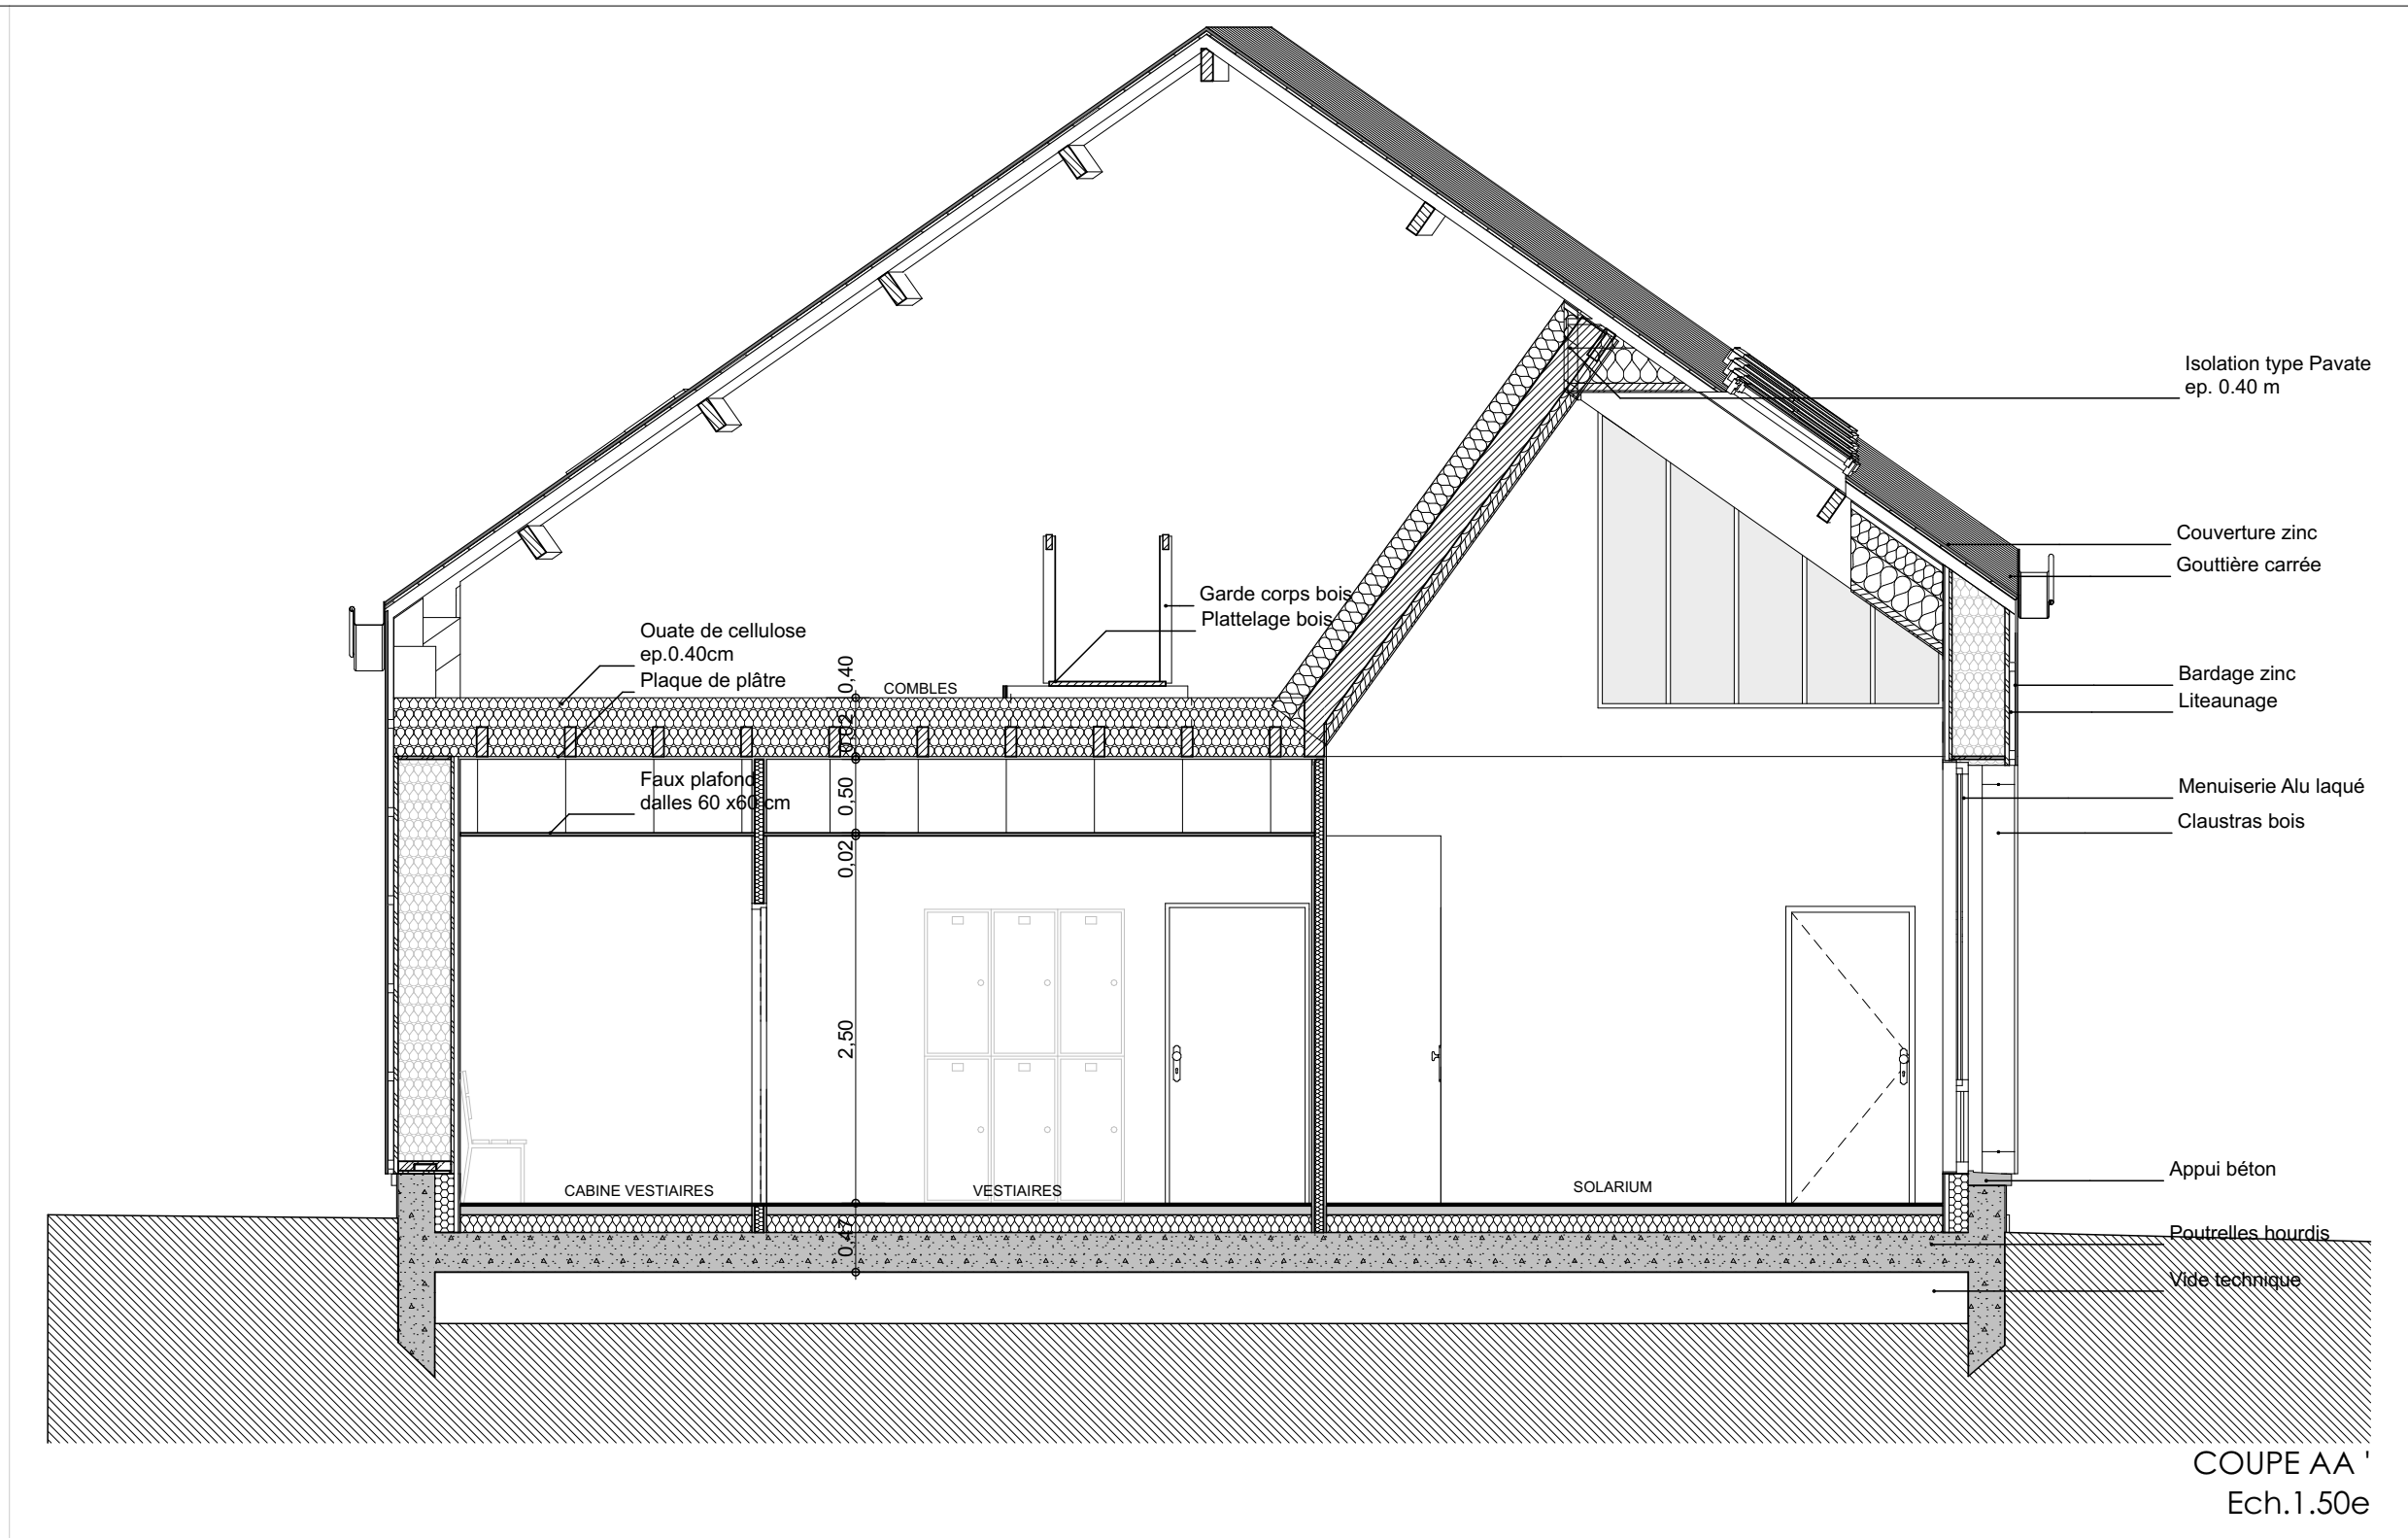 Isolation type Pavate
ep. 0.40 m
Couverture zinc
Gouttière carrée
Garde corps bois
Plattelage bois
Ouate de cellulose
ep.0.40cm
Plaque de plâtre
0,40
COMBLES
0,02
Bardage zinc
Liteaunage
Faux plafond
dalles 60 x60 cm
0,50
Menuiserie Alu laqué
Claustras bois
0,02
2,50
Appui béton
CABINE VESTIAIRES
VESTIAIRES
SOLARIUM
0,47
Poutrelles hourdis
Vide technique
COUPE AA '
Ech.1.50e